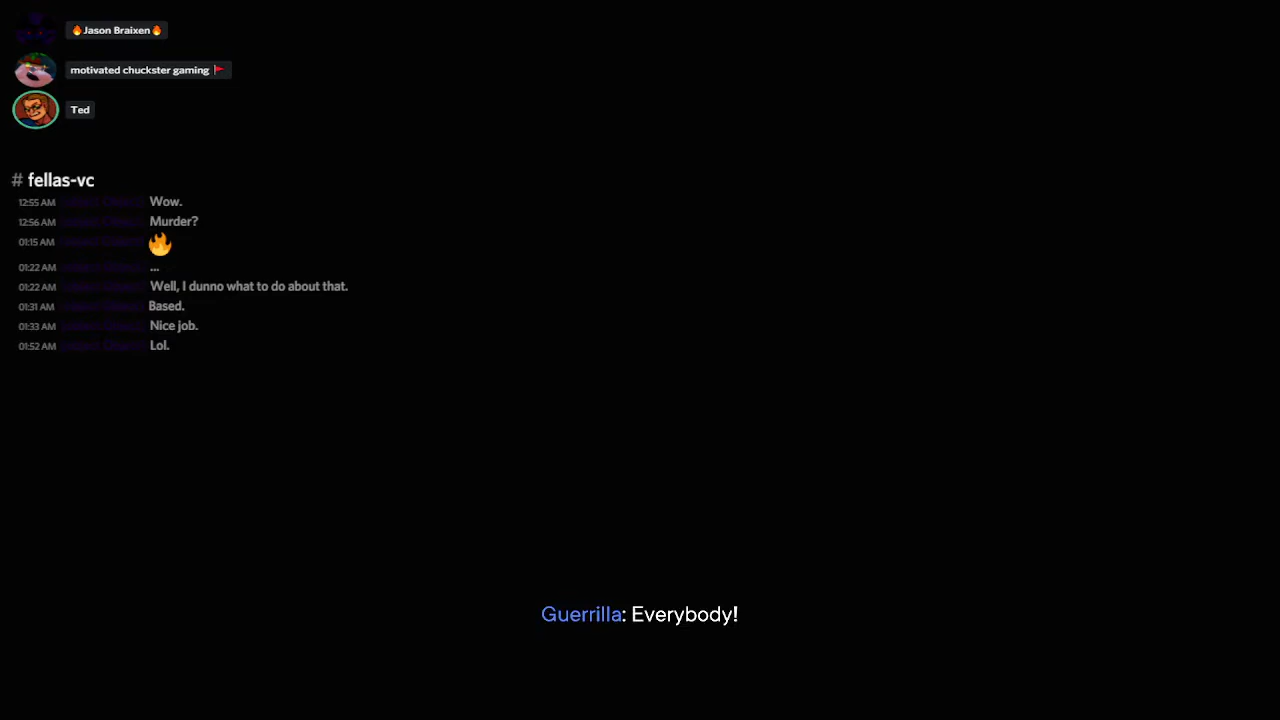 🔥Jason Braixen🔥
motivated chuckster gaming 🚩
Ted
# fellas-vc
12:55 AM Wow.
12:56 AM Murder?
01:15 AM 🔥
01:22 AM ...
01:22 AM Well, I dunno what to do about that.
01:31 AM Based.
01:33 AM Nice job.
01:52 AM Lol.
Guerrilla: Everybody!